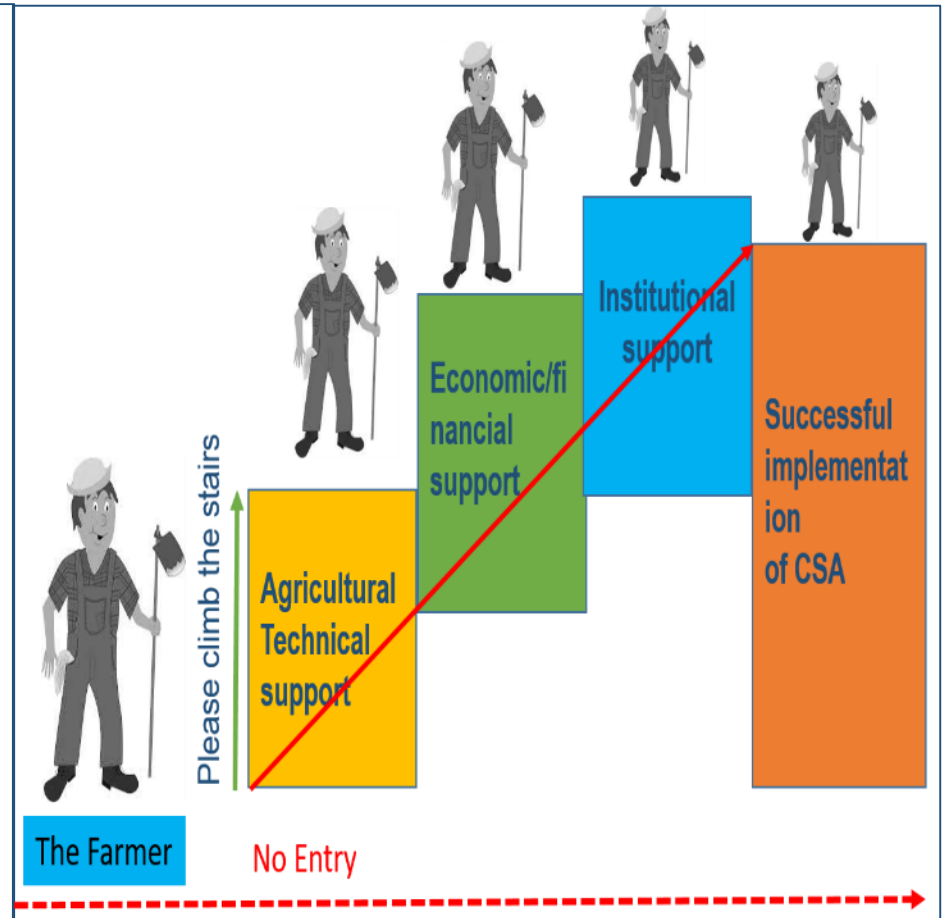 The Farmer
Please climb the stairs
Agricultural
Technical
support
Economic/fi
nancial
support
Institutional
support
Successful
implementat
ion
of CSA
No Entry